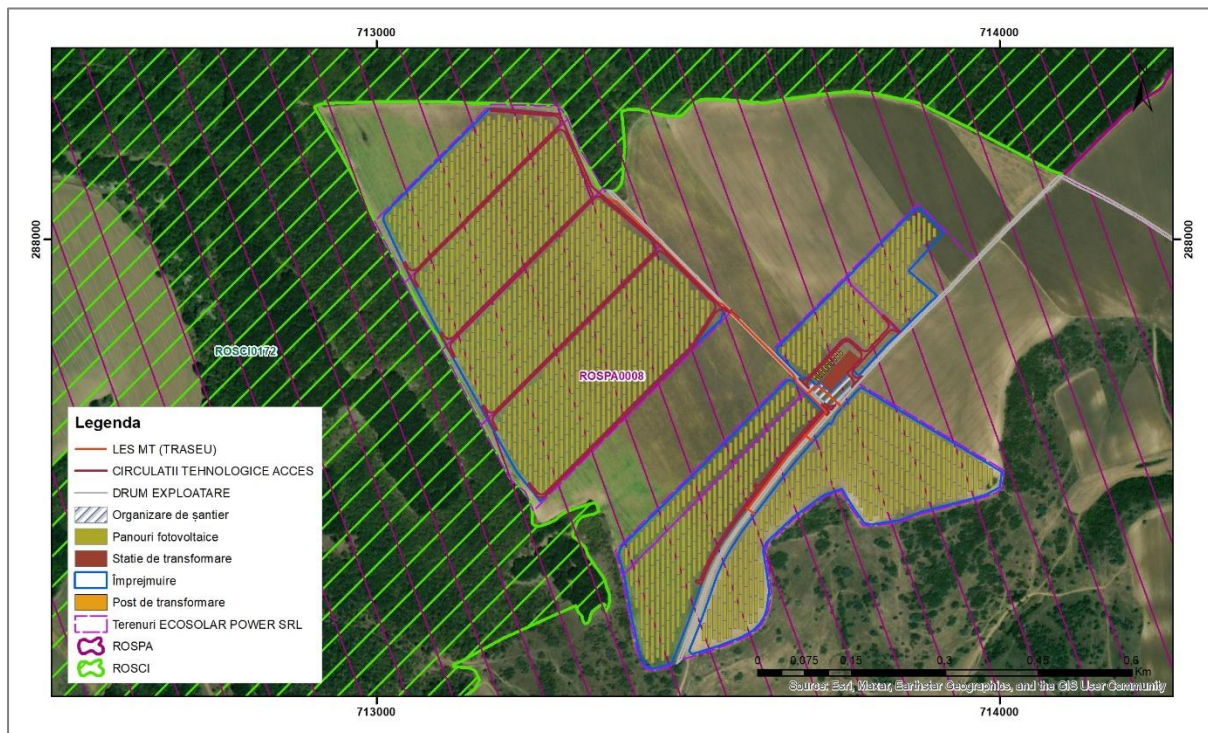 713000
714000
288000
288000
ROSCI0172
ROSPA0008
Legenda
LES MT (TRASEU)
CIRCULATII TEHNOLOGICE ACCES
DRUM EXPLOATARE
Organizare de șantier
Panouri fotovoltaice
Statie de transformare
Împrejmuire
Post de transformare
Terenuri ECOSOLAR POWER SRL
ROSPA
ROSCI
0 0.075 0.15 0.3 0.45 0.6
Km
Source: Esri, Maxar, Earthstar Geographics, and the GIS User Community
713000
714000